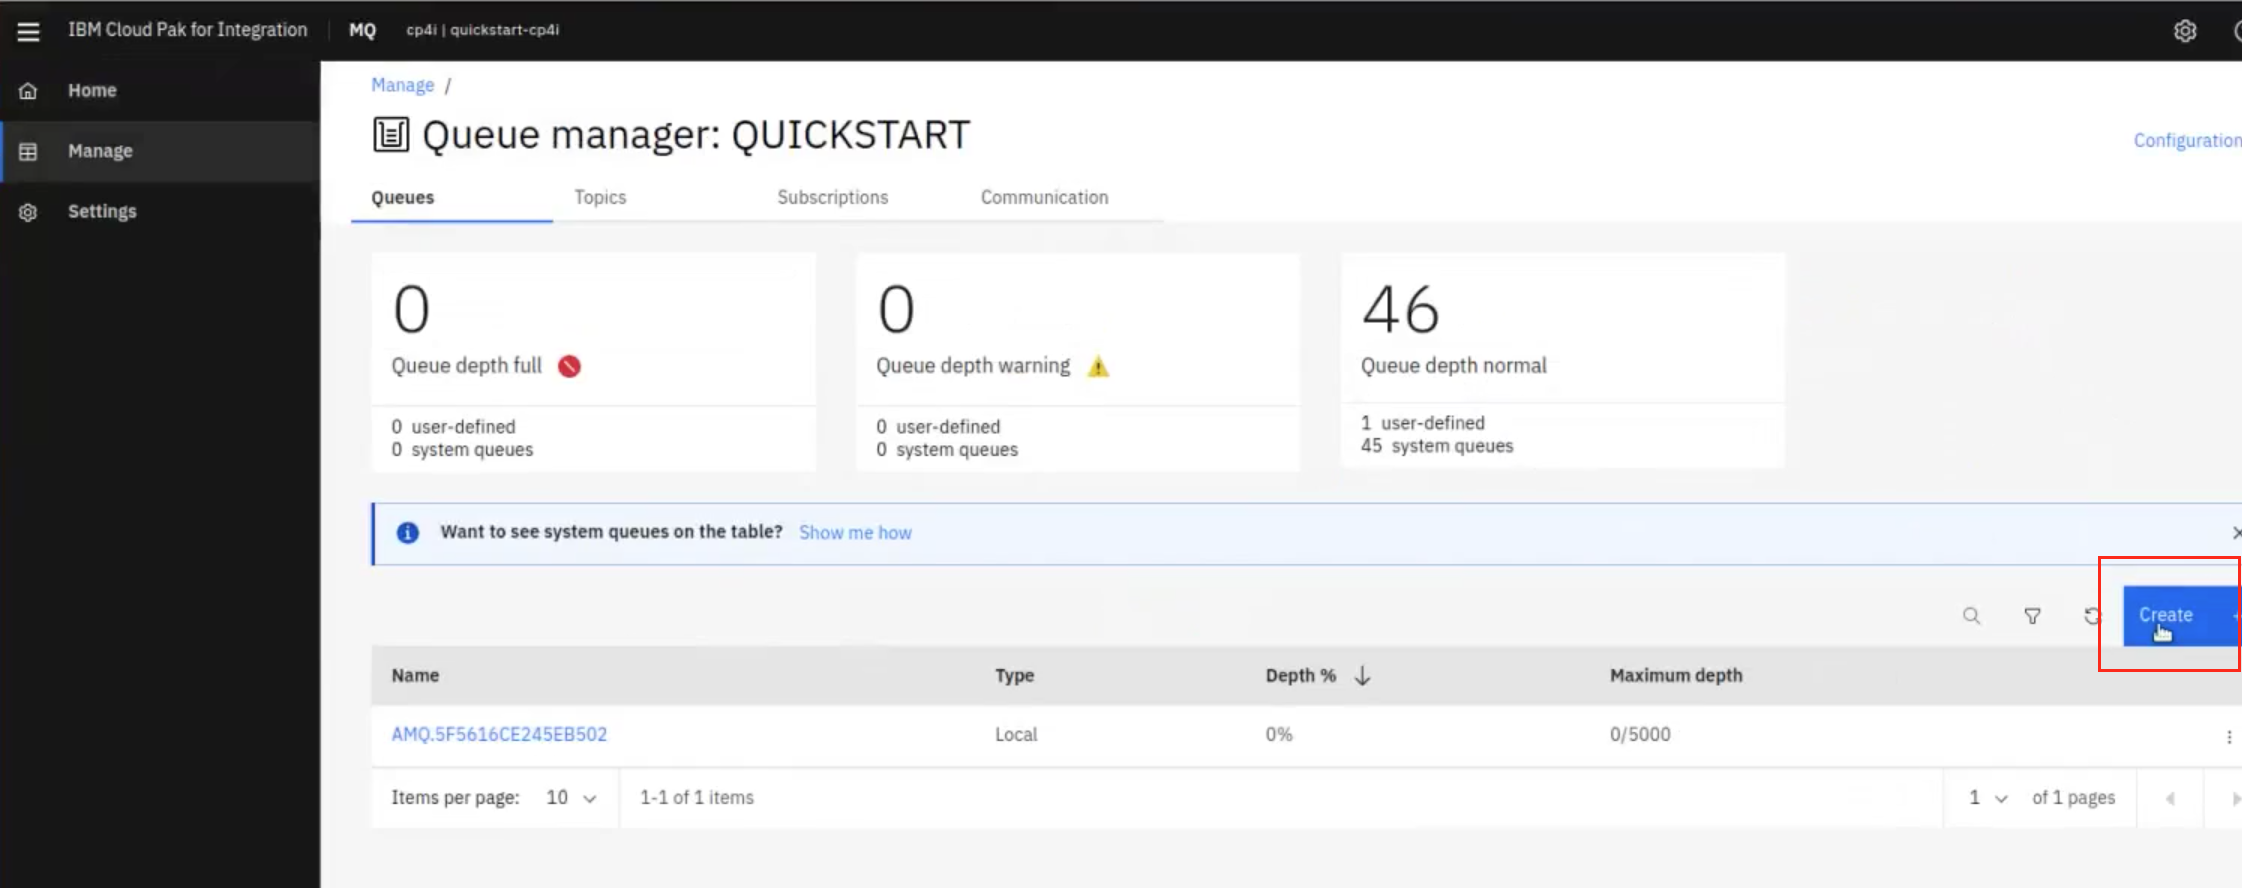 IBM Cloud Pak for Integration MQ cp4i | quickstart-cp4i
Home
Manage
Settings
Manage /
Queue manager: QUICKSTART
Configuration
Queues Topics Subscriptions Communication
0
Queue depth full
0 user-defined
0 system queues
0
Queue depth warning
0 user-defined
0 system queues
46
Queue depth normal
1 user-defined
45 system queues
Want to see system queues on the table? Show me how
Create
Name Type Depth % Maximum depth
AMQ.5F5616CE245EB502 Local 0% 0/5000
Items per page: 10 1-1 of 1 items 1 of 1 pages